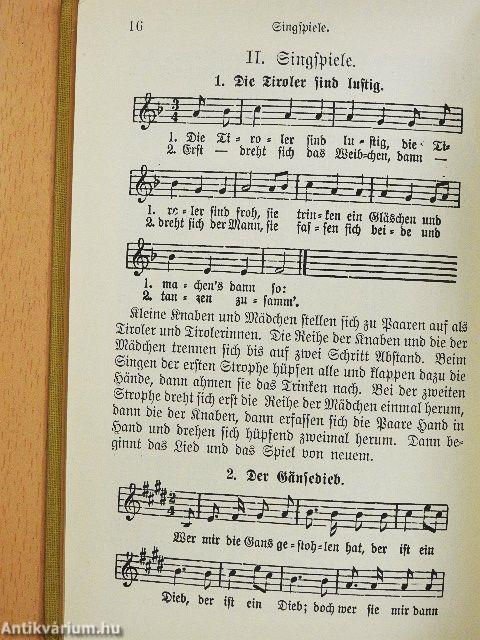 16 Singspiele.
II. Singspiele.
1. Die Tiroler sind lustig.
3 4
1. Die Ti - ro - ler sind lu - stig, die Ti-
2. Erst — dreht sich das Weib-chen, dann —
1. ro - ler sind froh, sie trin-ken ein Gläschen und
2. dreht sich der Mann, sie fas - sen sich bei - de und
1. ma - chen's dann so:
2. tan - zen zu - samm'.
Kleine Knaben und Mädchen stellen sich zu Paaren auf als
Tiroler und Tirolerinnen. Die Reihe der Knaben und die der
Mädchen trennen sich bis auf zwei Schritt Abstand. Beim
Singen der ersten Strophe hüpfen alle und klappen dazu die
Hände, dann ahmen sie das Trinken nach. Bei der zweiten
Strophe dreht sich erst die Reihe der Mädchen einmal herum,
dann die der Knaben, dann erfassen sich die Paare Hand in
Hand und drehen sich hüpfend zweimal herum. Dann be-
ginnt das Lied und das Spiel von neuem.
2. Der Gänsedieb.
2 4
Wer mir die Gans ge-stoh-len hat, der ist ein
Dieb, der ist ein Dieb; doch wer sie mir dann
Antikvárium.hu